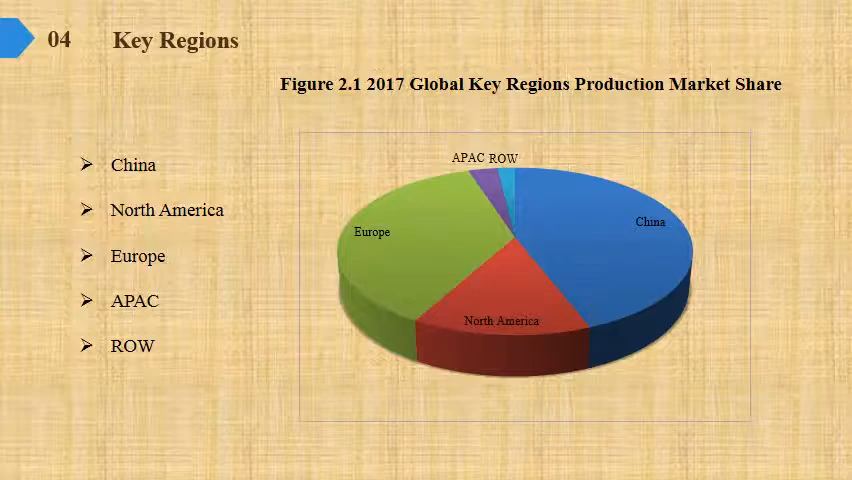 04 Key Regions
Figure 2.1 2017 Global Key Regions Production Market Share
China
North America
Europe
APAC
ROW
APAC ROW
Europe
China
North America